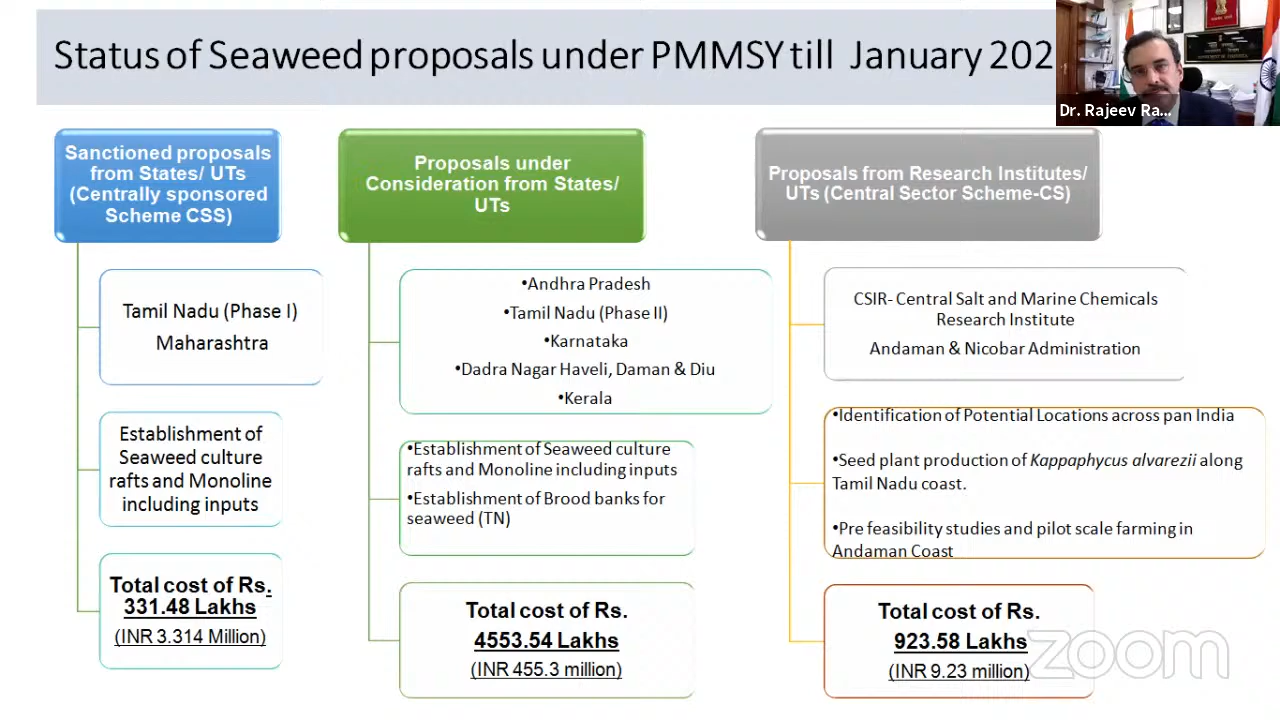 Status of Seaweed proposals under PMMSY till January 202
Dr. Rajeev Ra...
Sanctioned proposals
from States/ UTs
(Centrally sponsored
Scheme CSS)
Tamil Nadu (Phase I)
Maharashtra
Establishment of
Seaweed culture
rafts and Monoline
including inputs
Total cost of Rs.
331.48 Lakhs
(INR 3.314 Million)
Proposals under
Consideration from States/
UTs
•Andhra Pradesh
•Tamil Nadu (Phase II)
•Karnataka
•Dadra Nagar Haveli, Daman & Diu
•Kerala
•Establishment of Seaweed culture
rafts and Monoline including inputs
•Establishment of Brood banks for
seaweed (TN)
Total cost of Rs.
4553.54 Lakhs
(INR 455.3 million)
Proposals from Research Institutes/
UTs (Central Sector Scheme-CS)
CSIR- Central Salt and Marine Chemicals
Research Institute
Andaman & Nicobar Administration
•Identification of Potential Locations across pan India
•Seed plant production of Kappaphycus alvarezii along
Tamil Nadu coast.
•Pre feasibility studies and pilot scale farming in
Andaman Coast
Total cost of Rs.
923.58 Lakhs
(INR 9.23 million)
zoom